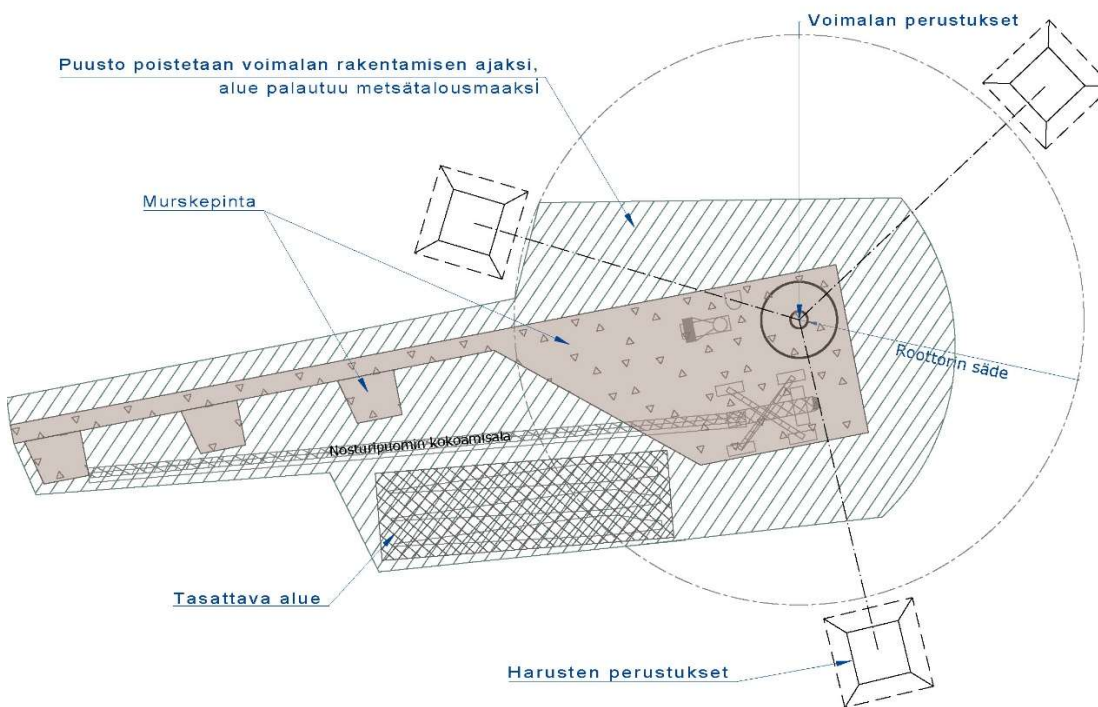 Voimalan perustukset
Puusto poistetaan voimalan rakentamisen ajaksi,
alue palautuu metsätalousmaaksi
Murskepinta
Roottorin säde
Nosturipuomin kokoamisala
Tasattava alue
Harusten perustukset